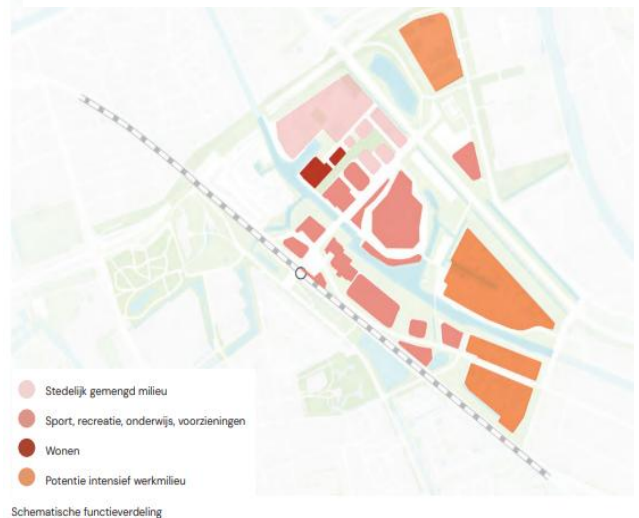 Stedelijk gemengd milieu
Sport, recreatie, onderwijs, voorzieningen
Wonen
Potentie intensief werkmilieu
Schematische functieverdeling